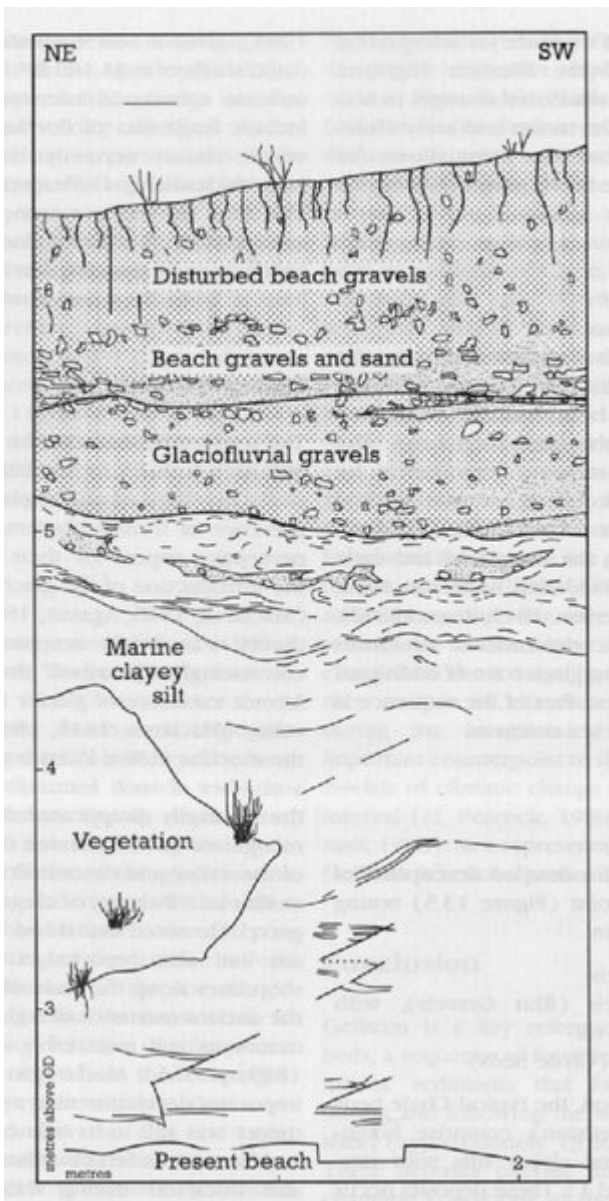 NE
SW
Disturbed beach gravels
6
Beach gravels and sand
Glaciofluvial gravels
5
Marine
clayey
silt
4
Vegetation
3
metres above OD
Present beach
metres
2